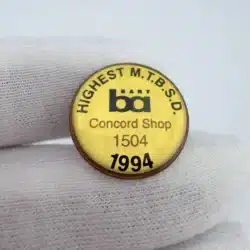 HIGHEST M.T.B.S.D.
BART
ba
Concord Shop
1504
1994